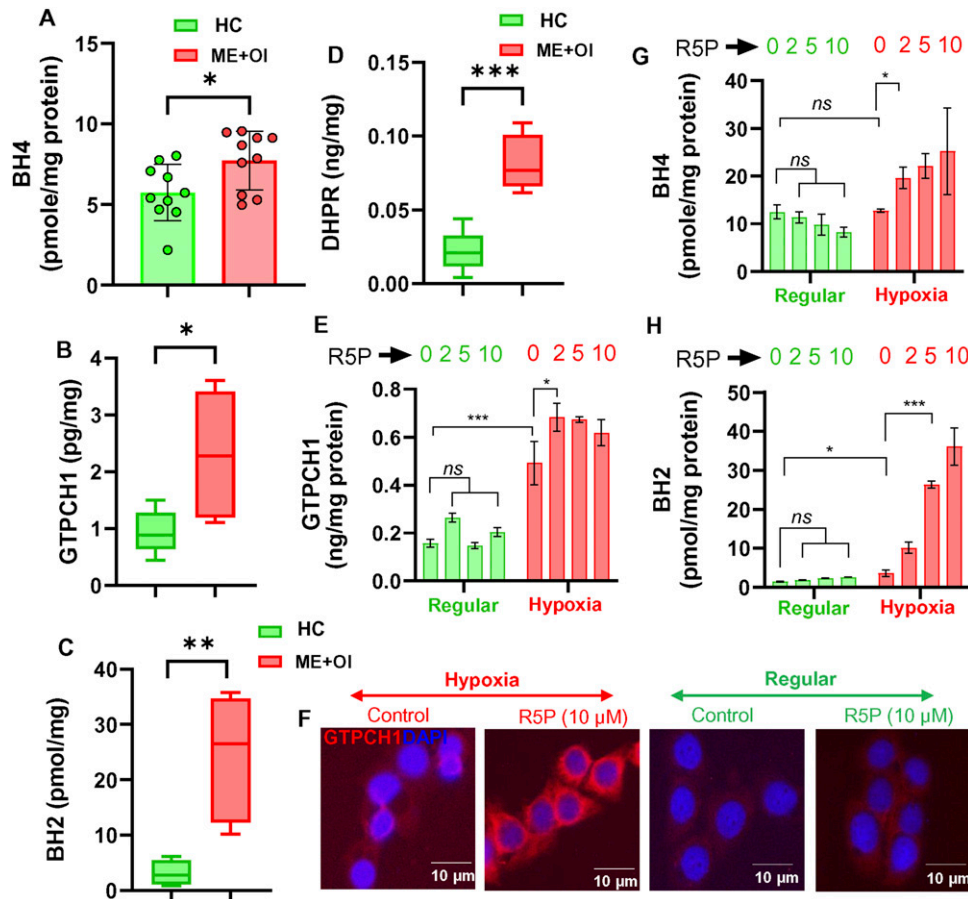 A
HC
ME+OI
*
BH4
(pmole/mg protein)
15
10
5
0
B
*
GTPCH1 (pg/mg)
4
3
2
1
0
C
HC
ME+OI
**
BH2 (pmol/mg)
40
30
20
10
0
D
HC
ME+OI
***
DHPR (ng/mg)
0.15
0.10
0.05
0.00
E
R5P 0 2 5 10 0 2 5 10
GTPCH1
(ng/mg protein)
0.8
0.6
0.4
0.2
0.0
ns
***
*
Regular Hypoxia
F
Hypoxia
Regular
Control
R5P (10 µM)
Control
R5P (10 µM)
GTPCH1DAPI
10 µm
10 µm
10 µm
10 µm
G
R5P 0 2 5 10 0 2 5 10
BH4
(pmole/mg protein)
40
30
20
10
0
*
ns
ns
Regular Hypoxia
H
R5P 0 2 5 10 0 2 5 10
BH2
(pmol/mg protein)
50
40
30
20
10
0
***
*
ns
Regular Hypoxia